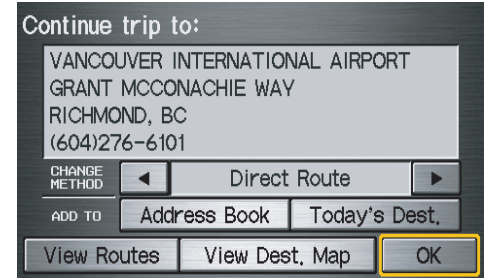 Continue trip to:
VANCOUVER INTERNATIONAL AIRPORT
GRANT MCCONACHIE WAY
RICHMOND, BC
(604)276-6101
CHANGE METHOD ◄ Direct Route ►
ADD TO Address Book Today's Dest.
View Routes View Dest. Map OK